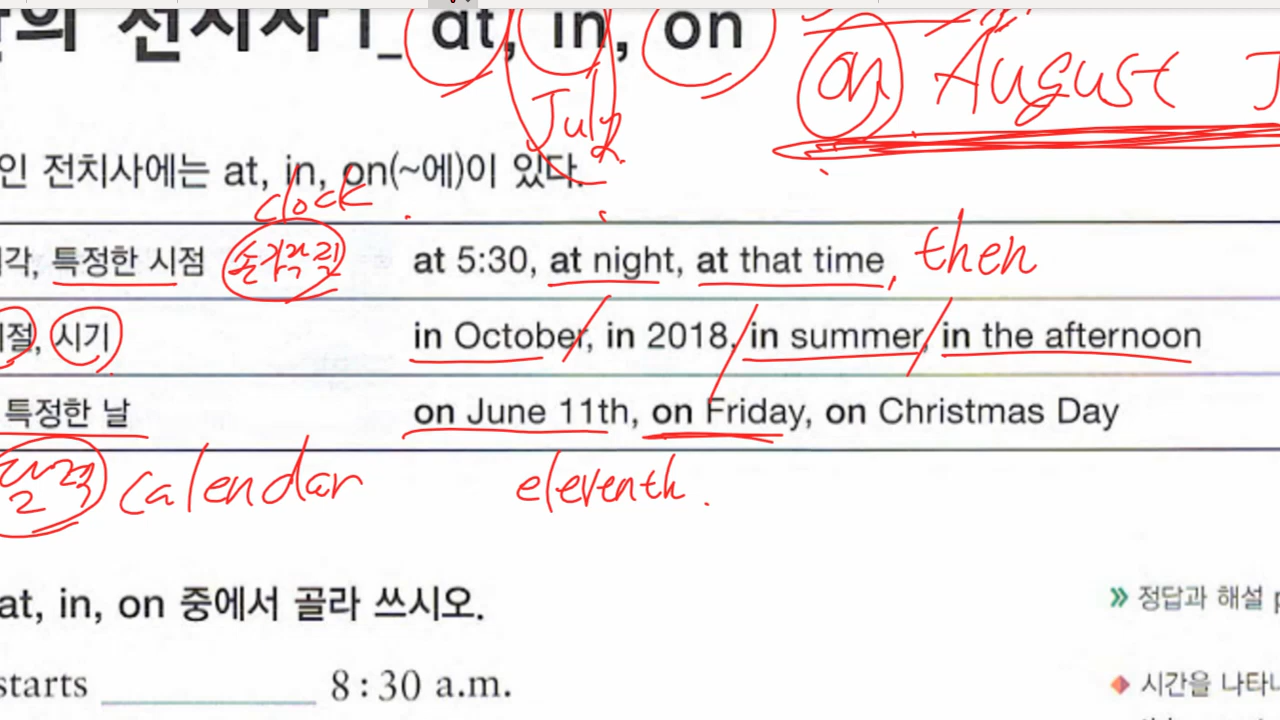 전치사 1_ at, in, on
on August
July
인 전치사에는 at, in, on(~에)이 있다.
clock
각, 특정한 시점 손가락 at 5:30, at night, at that time, then
절, 시기 in October, in 2018, in summer, in the afternoon
특정한 날 on June 11th, on Friday, on Christmas Day
달력 calendar eleventh.
at, in, on 중에서 골라 쓰시오.
» 정답과 해설 p
starts 8 : 30 a.m.
시간을 나타내